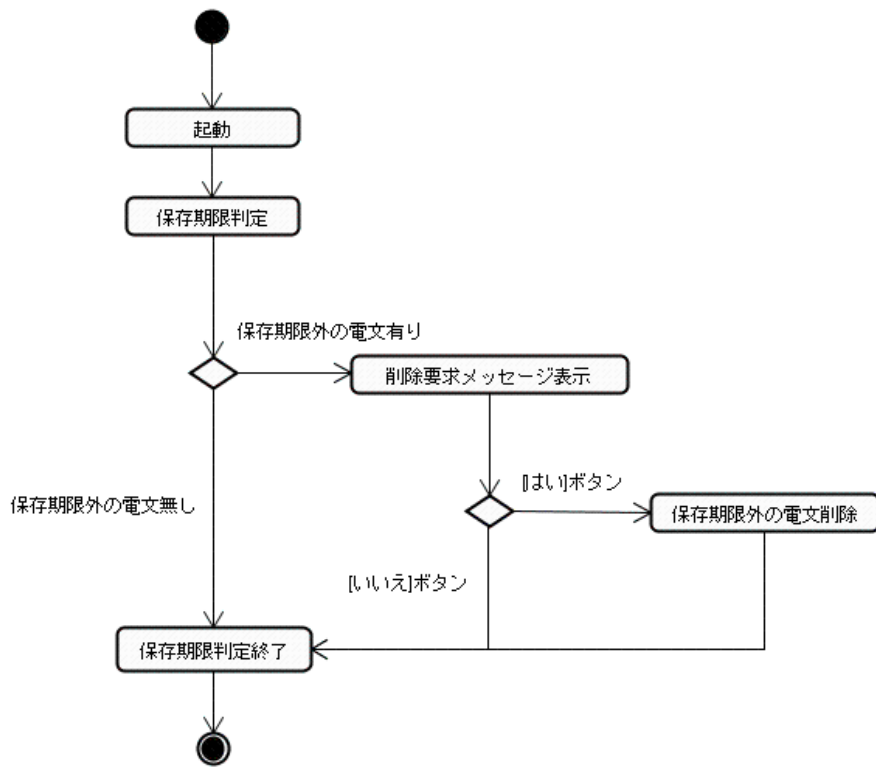 起動
保存期限判定
保存期限外の電文有り
削除要求メッセージ表示
[はい]ボタン
保存期限外の電文無し
保存期限外の電文削除
[いいえ]ボタン
保存期限判定終了